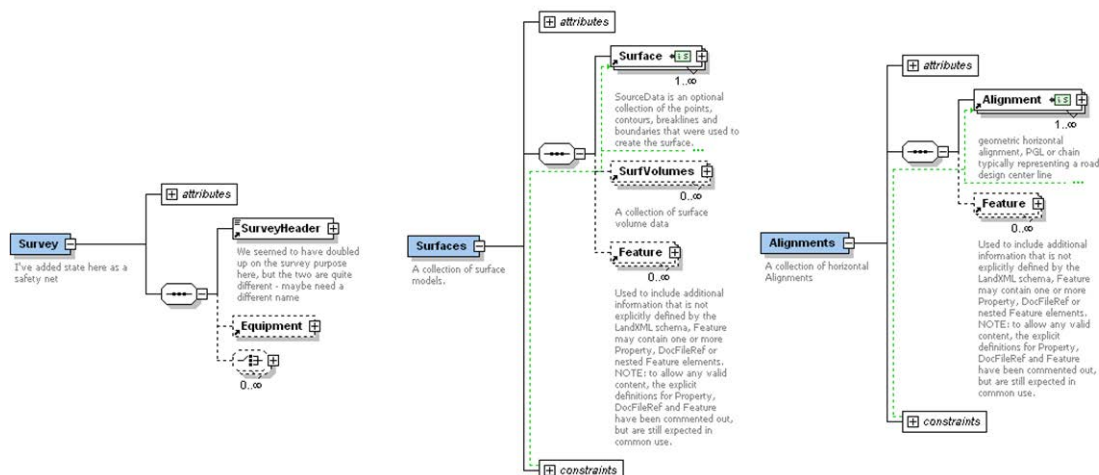 attributes
SurveyHeader
Survey
I've added state here as a
safety net
We seemed to have doubled
up on the survey purpose
here, but the two are quite
different - maybe need a
different name
Equipment
0..∞
attributes
Surface
1..∞
SourceData is an optional
collection of the points,
contours, breaklines and
boundaries that were used to
create the surface.
SurfVolumes
0..∞
A collection of surface
volume data
Surfaces
A collection of surface
models.
Feature
0..∞
Used to include additional
information that is not
explicitly defined by the
LandXML schema, Feature
may contain one or more
Property, DocFileRef or
nested Feature elements.
NOTE: to allow any valid
content, the explicit
definitions for Property,
DocFileRef and Feature
have been commented out,
but are still expected in
common use.
constraints
attributes
Alignment
1..∞
geometric horizontal
alignment, PGL or chain
typically representing a road
design center line
Feature
0..∞
Alignments
A collection of horizontal
Alignments
Used to include additional
information that is not
explicitly defined by the
LandXML schema, Feature
may contain one or more
Property, DocFileRef or
nested Feature elements.
NOTE: to allow any valid
content, the explicit
definitions for Property,
DocFileRef and Feature
have been commented out,
but are still expected in
common use.
constraints